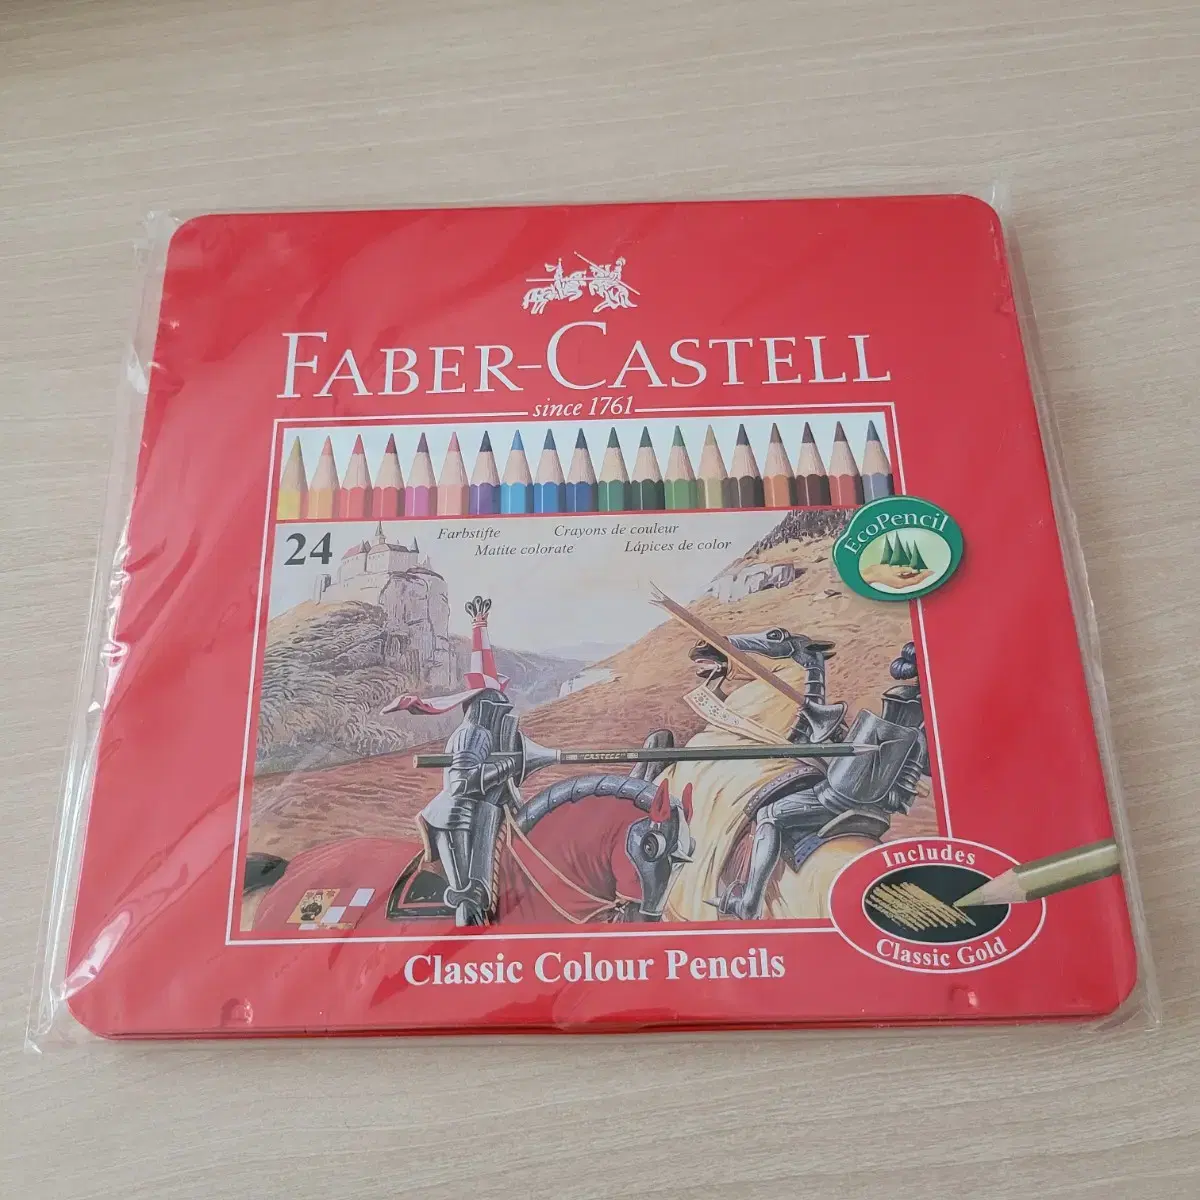 FABER-CASTELL
since 1761
24
Farbstifte Crayons de couleur
Matite colorate Lápices de color
EcoPencil
"CASTELL"
Includes
Classic Gold
Classic Colour Pencils